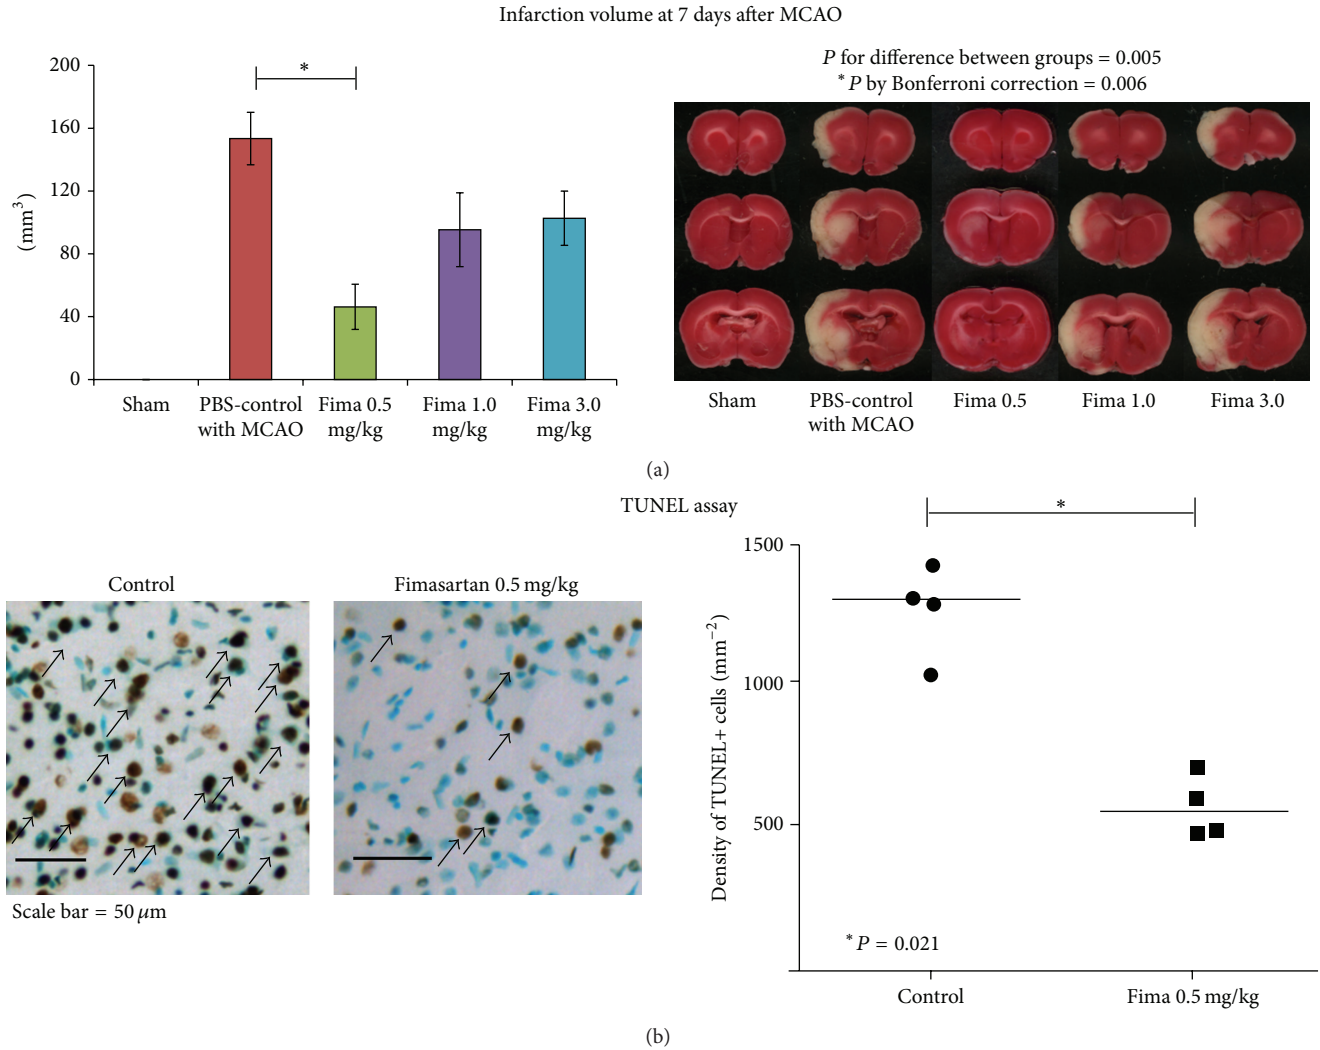 Infarction volume at 7 days after MCAO
P for difference between groups = 0.005
*P by Bonferroni correction = 0.006
200
160
120
80
40
0
(mm³)
*
Sham
PBS-control
with MCAO
Fima 0.5
mg/kg
Fima 1.0
mg/kg
Fima 3.0
mg/kg
Sham
PBS-control
with MCAO
Fima 0.5
Fima 1.0
Fima 3.0
(a)
TUNEL assay
Control
Fimasartan 0.5 mg/kg
Scale bar = 50 μm
*
1500
1000
500
Density of TUNEL+ cells (mm⁻²)
*P = 0.021
Control
Fima 0.5 mg/kg
(b)